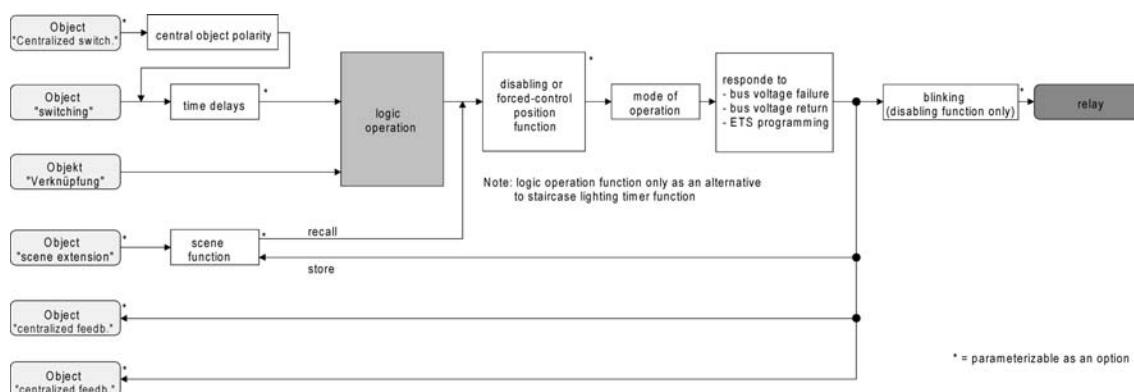 Object
"Centralized switch."
*
central object polarity
Object
"switching"
time delays
*
logic
operation
disabling or
forced-control
position
function
*
mode of
operation
responde to
- bus voltage failure
- bus voltage return
- ETS programming
blinking
(disabling function only)
*
relay
Objekt
"Verknüpfung"
Note: logic operation function only as an alternative
to staircase lighting timer function
Object
"scene extension"
*
scene
function
*
recall
store
Object
"centralized feedb."
*
* = parameterizable as an option
Object
"centralized feedb."
*